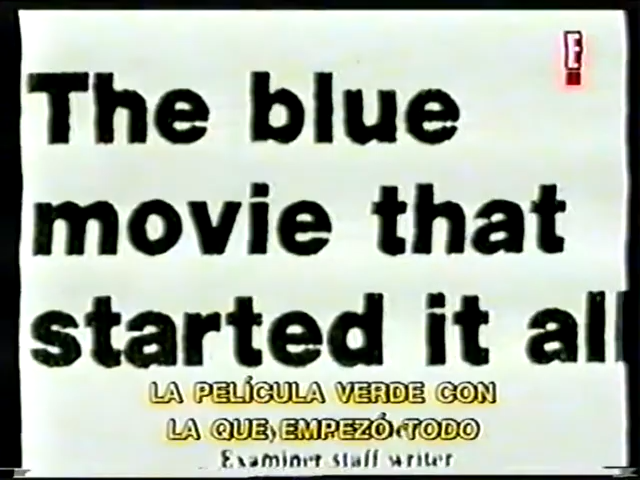 E!
The blue
movie that
started it all
LA PELÍCULA VERDE CON
LA QUE EMPEZÓ TODO
Examiner staff writer